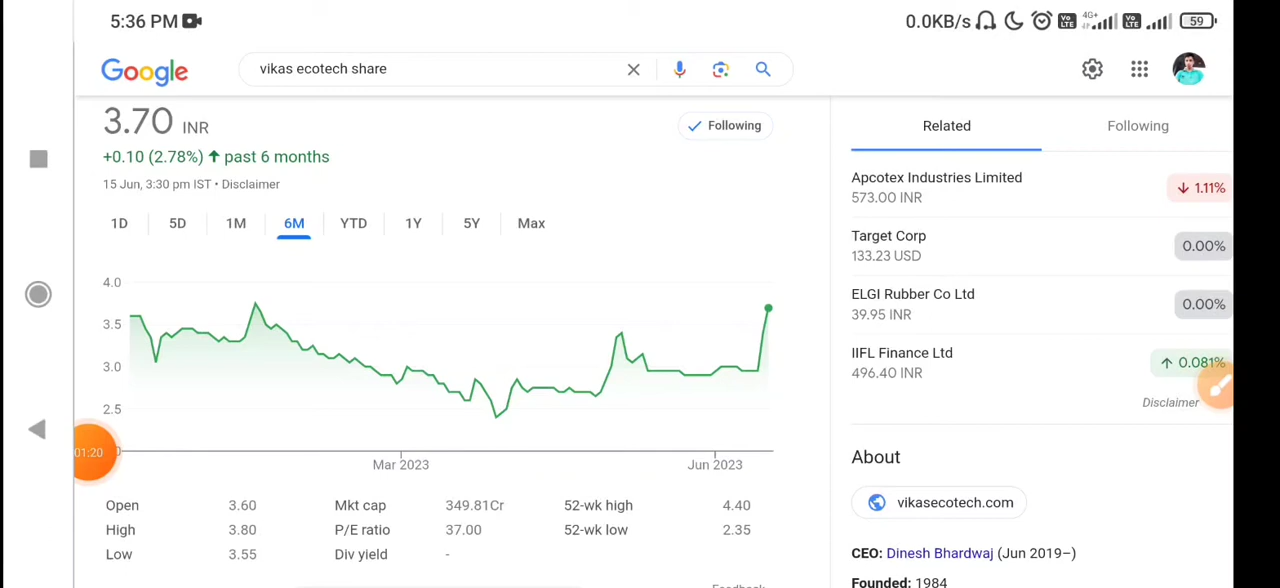 5:36 PM
0.0KB/s
Vo LTE
4G+
Vo LTE
59
Google
vikas ecotech share
3.70 INR
Following
+0.10 (2.78%) ↑ past 6 months
15 Jun, 3:30 pm IST • Disclaimer
1D 5D 1M 6M YTD 1Y 5Y Max
4.0
3.5
3.0
2.5
0
01:20
Mar 2023 Jun 2023
Open 3.60 Mkt cap 349.81Cr 52-wk high 4.40
High 3.80 P/E ratio 37.00 52-wk low 2.35
Low 3.55 Div yield -
Related Following
Apcotex Industries Limited
573.00 INR
↓ 1.11%
Target Corp
133.23 USD
0.00%
ELGI Rubber Co Ltd
39.95 INR
0.00%
IIFL Finance Ltd
496.40 INR
↑ 0.081%
Disclaimer
About
vikasecotech.com
CEO: Dinesh Bhardwaj (Jun 2019–)
Founded: 1984